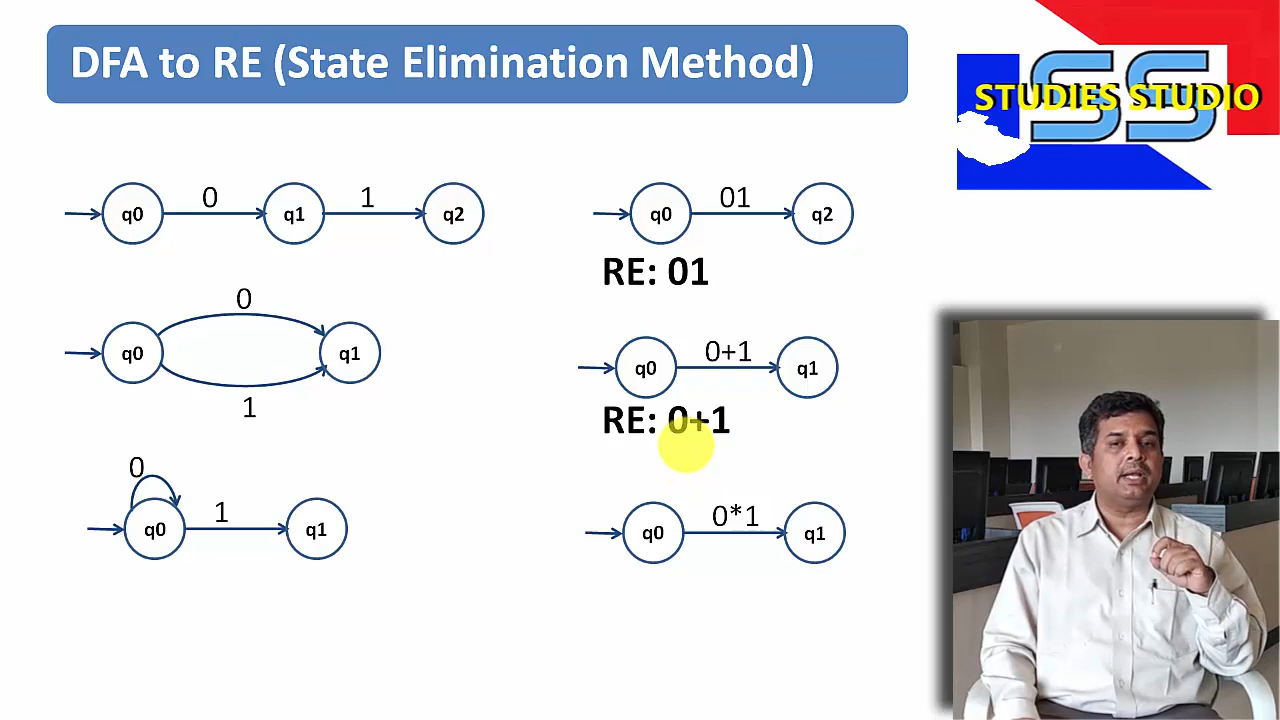 DFA to RE (State Elimination Method)
SS
STUDIES STUDIO
q0 0 q1 1 q2
q0 01 q2
RE: 01
q0 0 1 q1
q0 0+1 q1
RE: 0+1
0
q0 1 q1
q0 0*1 q1